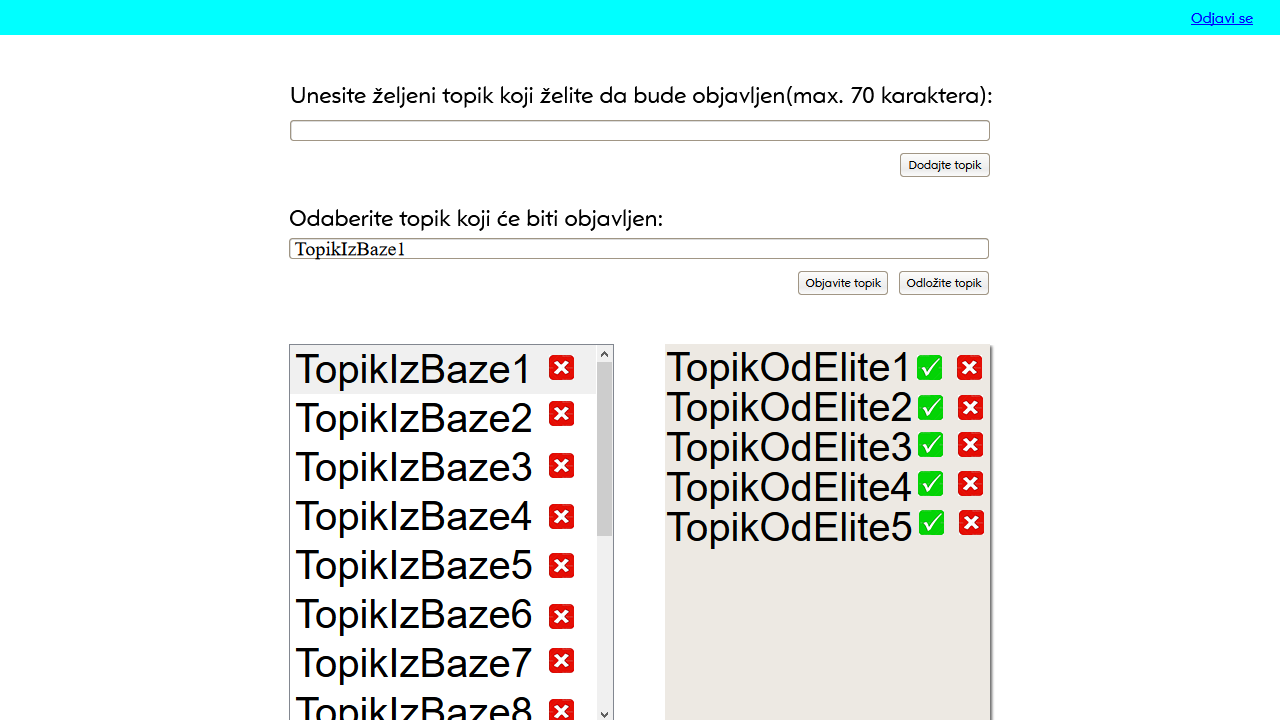 Odjavi se
Unesite željeni topik koji želite da bude objavljen(max. 70 karaktera):
Dodajte topik
Odaberite topik koji će biti objavljen:
TopikIzBaze1
Objavite topik
Odložite topik
TopikIzBaze1
TopikIzBaze2
TopikIzBaze3
TopikIzBaze4
TopikIzBaze5
TopikIzBaze6
TopikIzBaze7
TopikIzBaze8
TopikOdElite1
TopikOdElite2
TopikOdElite3
TopikOdElite4
TopikOdElite5